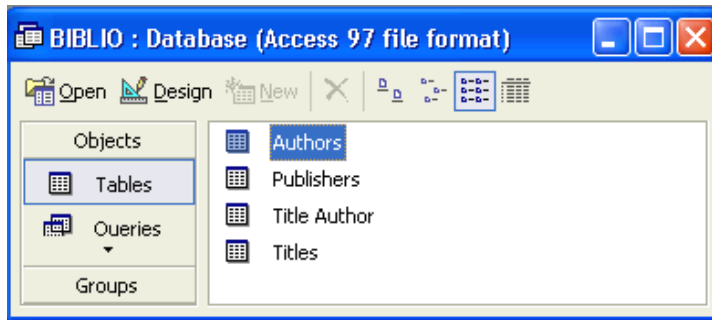 BIBLIO : Database (Access 97 file format)
Open Design New
Objects
Tables
Queries
Groups
Authors
Publishers
Title Author
Titles